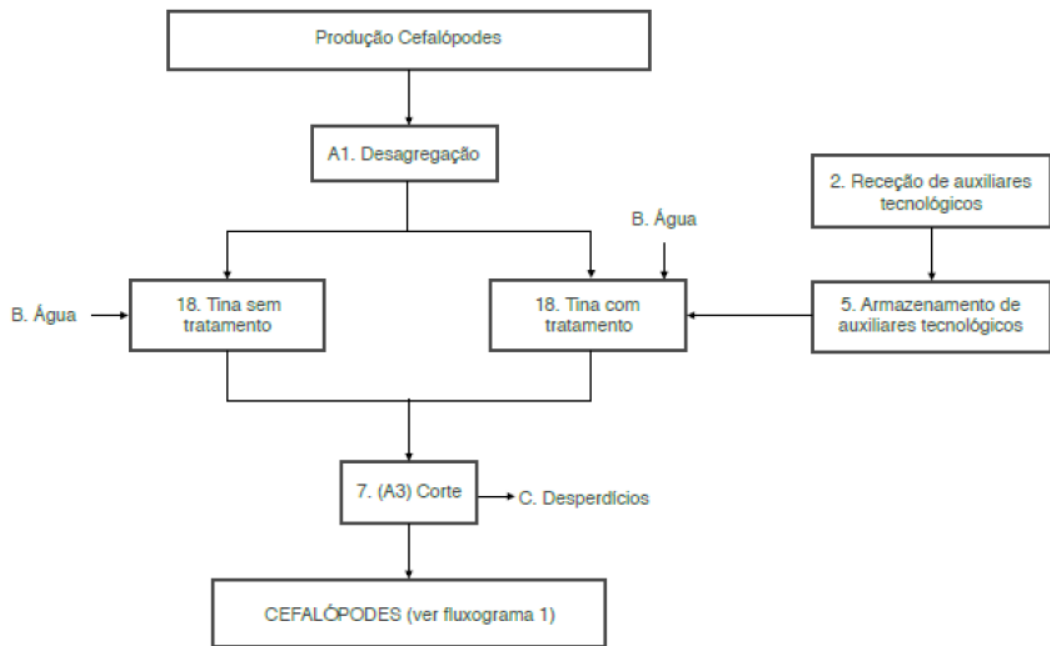 Produção Cefalópodes
A1. Desagregação
2. Receção de auxiliares
tecnológicos
B. Água
B. Água
18. Tina sem
tratamento
18. Tina com
tratamento
5. Armazenamento de
auxiliares tecnológicos
7. (A3) Corte
C. Desperdícios
CEFALÓPODES (ver fluxograma 1)